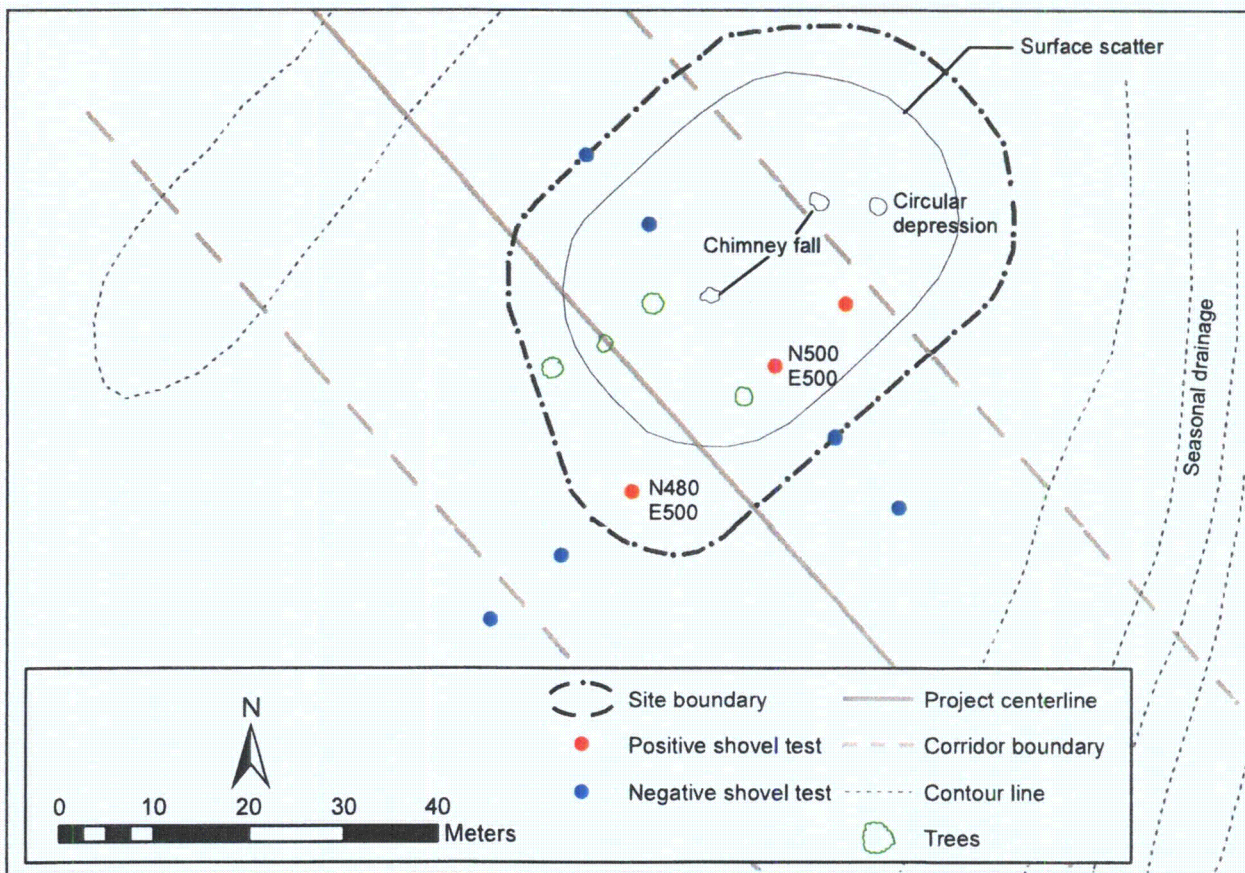 Surface scatter
Circular
depression
Chimney fall
N500
E500
Seasonal drainage
N480
E500
N
0 10 20 30 40
Meters
Site boundary
Positive shovel test
Negative shovel test
Project centerline
Corridor boundary
Contour line
Trees